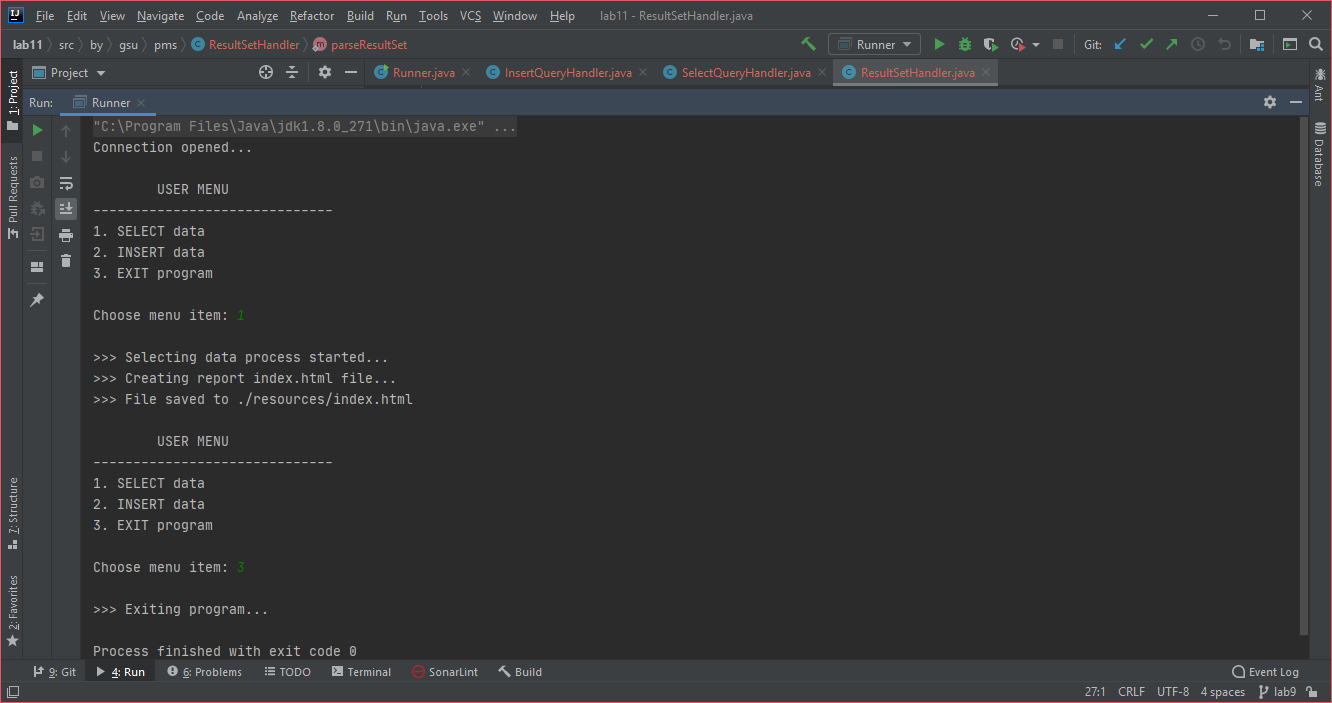 IJ File Edit View Navigate Code Analyze Refactor Build Run Tools VCS Window Help lab11 - ResultSetHandler.java
lab11 src by gsu pms C ResultSetHandler m parseResultSet Runner Git:
1: Project
Pull Requests
7: Structure
2: Favorites
Project C Runner.java C InsertQueryHandler.java C SelectQueryHandler.java C ResultSetHandler.java
Run: Runner
"C:\Program Files\Java\jdk1.8.0_271\bin\java.exe" ...
Connection opened...
USER MENU
------------------------------
1. SELECT data
2. INSERT data
3. EXIT program
Choose menu item: 1
>>> Selecting data process started...
>>> Creating report index.html file...
>>> File saved to ./resources/index.html
USER MENU
------------------------------
1. SELECT data
2. INSERT data
3. EXIT program
Choose menu item: 3
>>> Exiting program...
Process finished with exit code 0
Ant
Database
9: Git 4: Run 6: Problems TODO Terminal SonarLint Build Event Log
27:1 CRLF UTF-8 4 spaces lab9